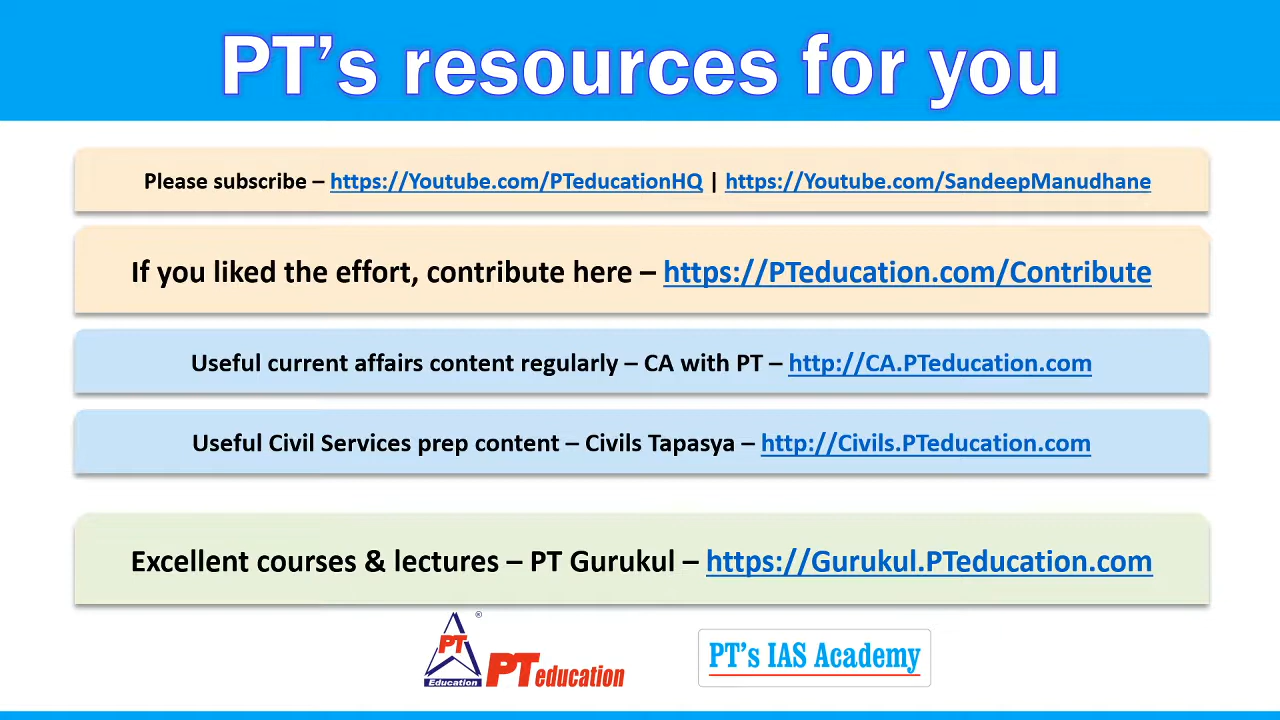 PT’s resources for you
Please subscribe – https://Youtube.com/PTeducationHQ | https://Youtube.com/SandeepManudhane
If you liked the effort, contribute here – https://PTeducation.com/Contribute
Useful current affairs content regularly – CA with PT – http://CA.PTeducation.com
Useful Civil Services prep content – Civils Tapasya – http://Civils.PTeducation.com
Excellent courses & lectures – PT Gurukul – https://Gurukul.PTeducation.com
PT ®
Education
PT education
PT’s IAS Academy